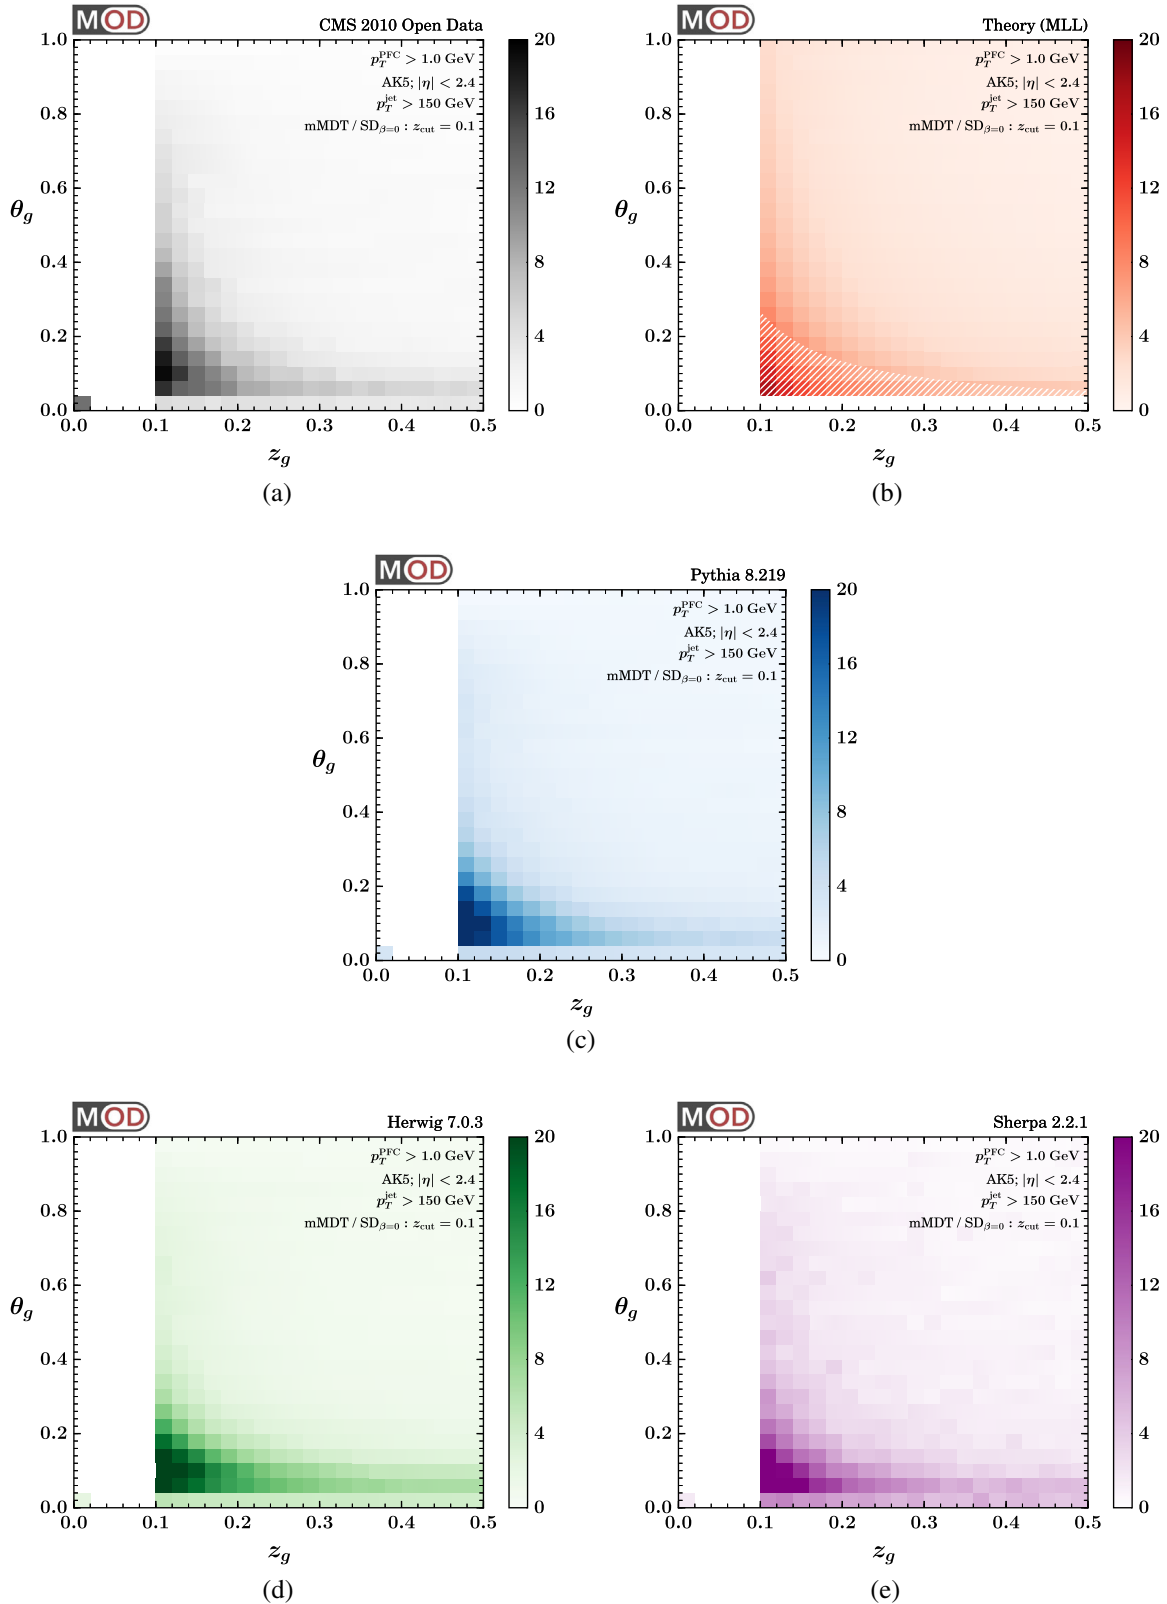 MOD
CMS 2010 Open Data
p_T^PFC > 1.0 GeV
AK5; |η| < 2.4
p_T^jet > 150 GeV
mMDT / SD_β=0 : z_cut = 0.1
1.0
0.8
0.6
0.4
0.2
0.0
θ_g
0.0 0.1 0.2 0.3 0.4 0.5
z_g
20
16
12
8
4
0
(a)
MOD
Theory (MLL)
p_T^PFC > 1.0 GeV
AK5; |η| < 2.4
p_T^jet > 150 GeV
mMDT / SD_β=0 : z_cut = 0.1
1.0
0.8
0.6
0.4
0.2
0.0
θ_g
0.0 0.1 0.2 0.3 0.4 0.5
z_g
20
16
12
8
4
0
(b)
MOD
Pythia 8.219
p_T^PFC > 1.0 GeV
AK5; |η| < 2.4
p_T^jet > 150 GeV
mMDT / SD_β=0 : z_cut = 0.1
1.0
0.8
0.6
0.4
0.2
0.0
θ_g
0.0 0.1 0.2 0.3 0.4 0.5
z_g
20
16
12
8
4
0
(c)
MOD
Herwig 7.0.3
p_T^PFC > 1.0 GeV
AK5; |η| < 2.4
p_T^jet > 150 GeV
mMDT / SD_β=0 : z_cut = 0.1
1.0
0.8
0.6
0.4
0.2
0.0
θ_g
0.0 0.1 0.2 0.3 0.4 0.5
z_g
20
16
12
8
4
0
(d)
MOD
Sherpa 2.2.1
p_T^PFC > 1.0 GeV
AK5; |η| < 2.4
p_T^jet > 150 GeV
mMDT / SD_β=0 : z_cut = 0.1
1.0
0.8
0.6
0.4
0.2
0.0
θ_g
0.0 0.1 0.2 0.3 0.4 0.5
z_g
20
16
12
8
4
0
(e)